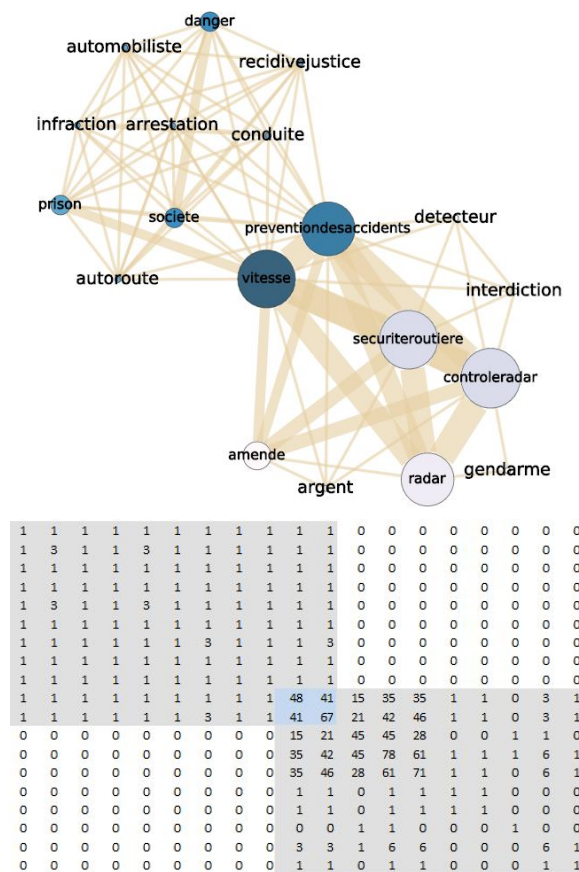 danger
automobiliste
recidivejustice
infraction arrestation conduite
prison societe preventiondesaccidents detecteur
autoroute vitesse interdiction
securiteroutiere
controleradar
amende
argent radar gendarme
1 1 1 1 1 1 1 1 1 1 1 0 0 0 0 0 0 0 0
1 3 1 1 3 1 1 1 1 1 1 0 0 0 0 0 0 0 0
1 1 1 1 1 1 1 1 1 1 1 0 0 0 0 0 0 0 0
1 1 1 1 1 1 1 1 1 1 1 0 0 0 0 0 0 0 0
1 3 1 1 3 1 1 1 1 1 1 0 0 0 0 0 0 0 0
1 1 1 1 1 1 1 1 1 1 1 0 0 0 0 0 0 0 0
1 1 1 1 1 1 3 1 1 1 3 0 0 0 0 0 0 0 0
1 1 1 1 1 1 1 1 1 1 1 0 0 0 0 0 0 0 0
1 1 1 1 1 1 1 1 1 1 1 0 0 0 0 0 0 0 0
1 1 1 1 1 1 1 1 1 48 41 15 35 35 1 1 0 3 1
1 1 1 1 1 1 3 1 1 41 67 21 42 46 1 1 0 3 1
0 0 0 0 0 0 0 0 0 15 21 45 45 28 0 0 1 1 0
0 0 0 0 0 0 0 0 0 35 42 45 78 61 1 1 1 6 1
0 0 0 0 0 0 0 0 0 35 46 28 61 71 1 1 0 6 1
0 0 0 0 0 0 0 0 0 1 1 0 1 1 1 1 0 0 0
0 0 0 0 0 0 0 0 0 1 1 0 1 1 1 1 0 0 0
0 0 0 0 0 0 0 0 0 0 0 1 1 0 0 0 1 0 0
0 0 0 0 0 0 0 0 0 3 3 1 6 6 0 0 0 6 1
0 0 0 0 0 0 0 0 0 1 1 0 1 1 0 0 0 1 1